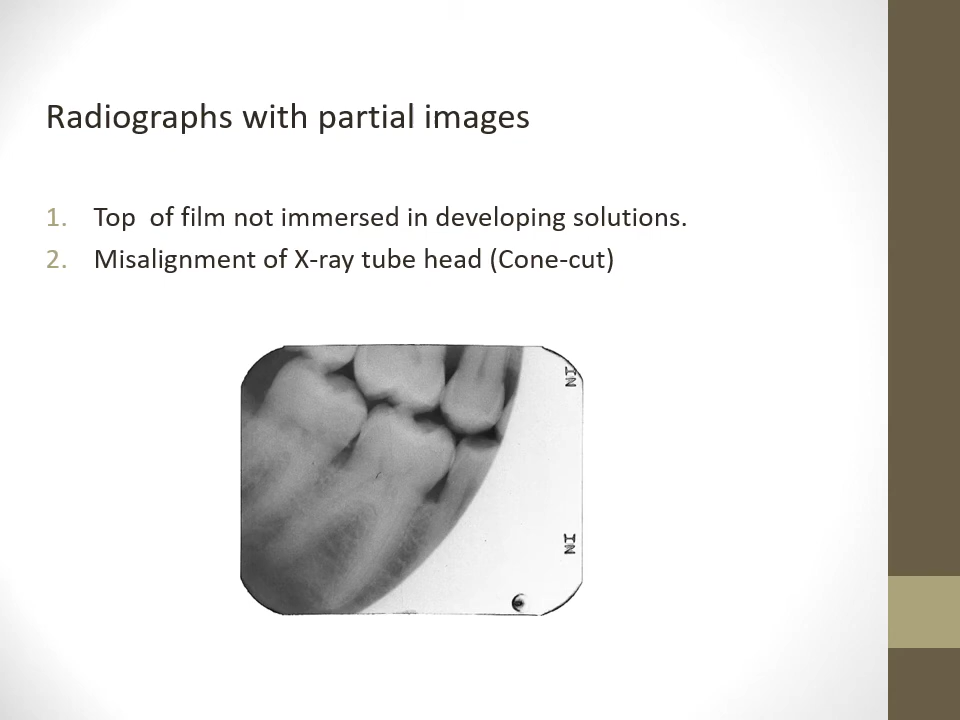 Radiographs with partial images
1. Top of film not immersed in developing solutions.
2. Misalignment of X-ray tube head (Cone-cut)